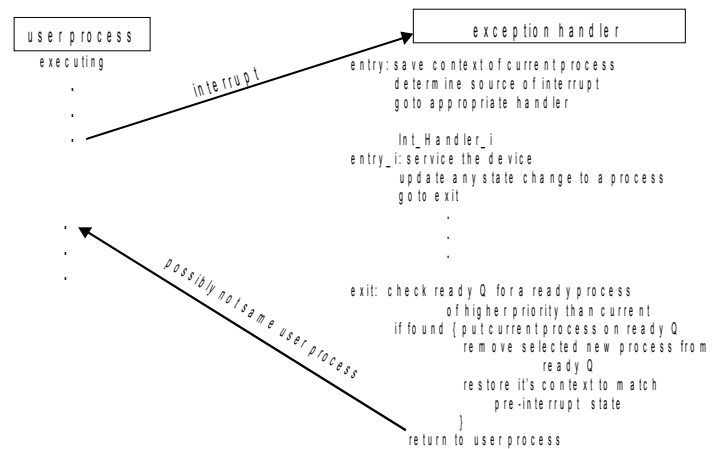 user process
exception handler
executing
interrupt
entry: save context of current process
determine source of interrupt
goto appropriate handler
Int_Handler_i
entry_i: service the device
update any state change to a process
goto exit
possibly not same user process
exit: check ready Q for a ready process
of higher priority than current
if found { put current process on ready Q
remove selected new process from
ready Q
restore it's context to match
pre-interrupt state
}
return to user process